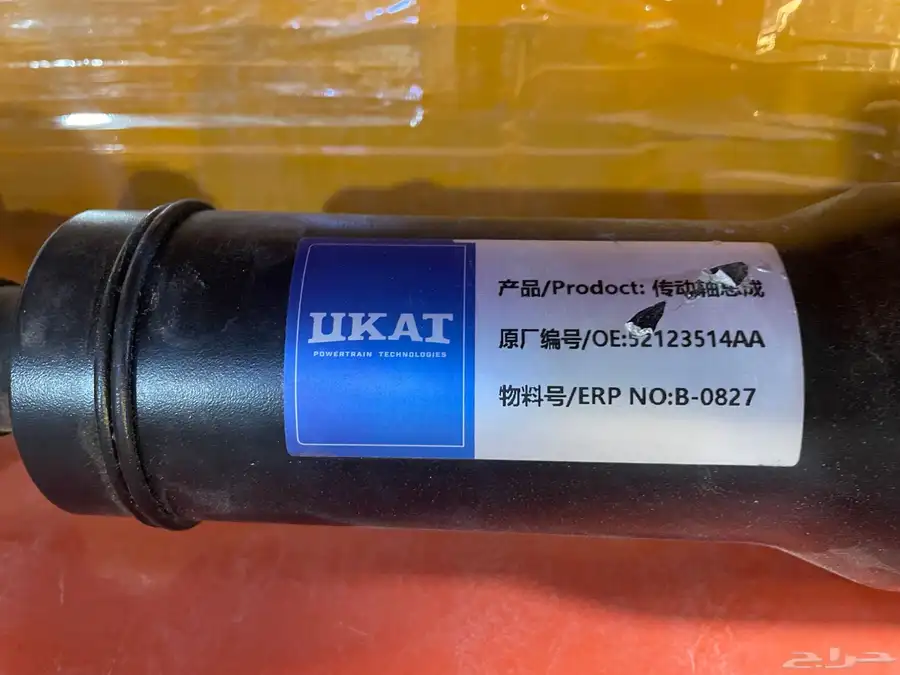 UKAT
POWERTRAIN TECHNOLOGIES
产品/Prodoct: 传动轴总成
原厂编号/OE:52123514AA
物料号/ERP NO:B-0827
حراج